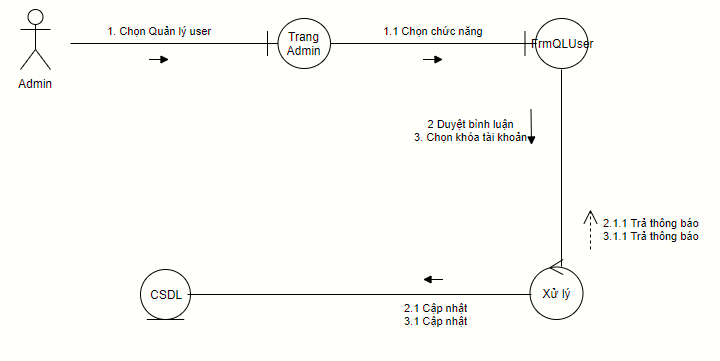 1. Chọn Quản lý user
1.1 Chọn chức năng
Trang
Admin
FrmQLUser
Admin
2 Duyệt bình luận
3. Chọn khóa tài khoản
2.1.1 Trả thông báo
3.1.1 Trả thông báo
CSDL
Xử lý
2.1 Cập nhật
3.1 Cập nhật